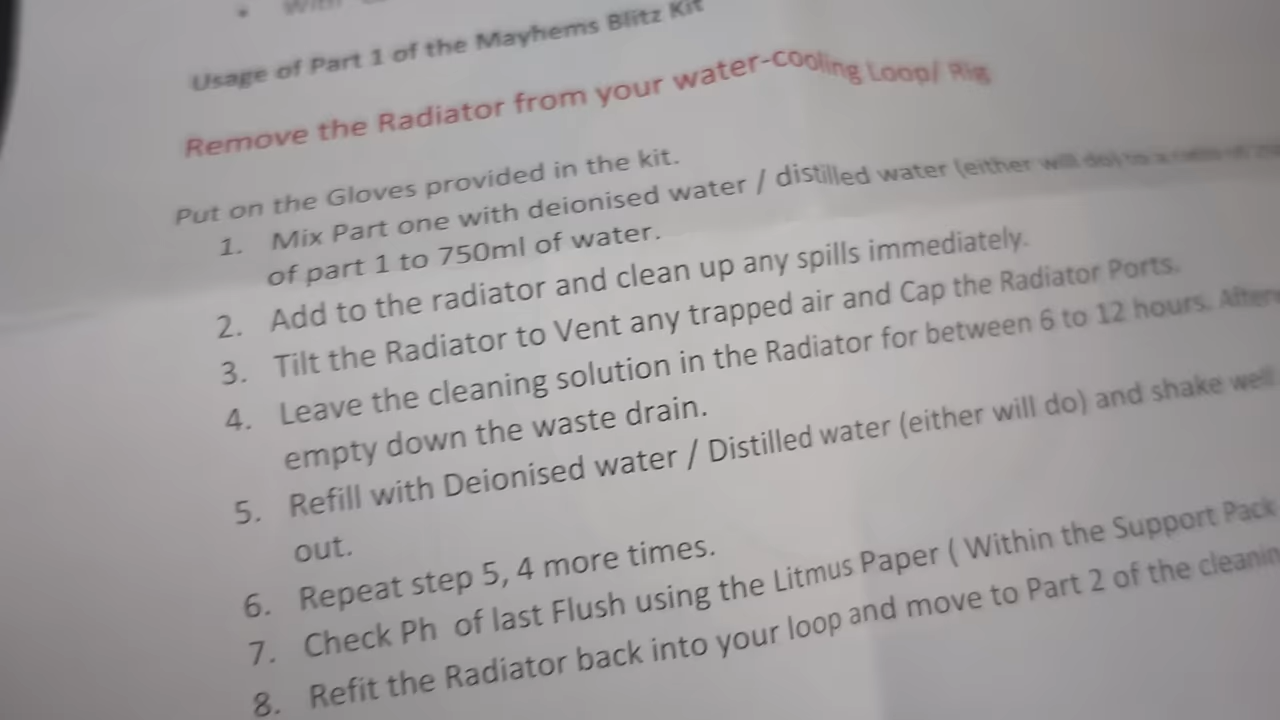 • With
Usage of Part 1 of the Mayhems Blitz Kit
Remove the Radiator from your water-cooling Loop/ Rig
Put on the Gloves provided in the kit.
1. Mix Part one with deionised water / distilled water (either will do) to a ratio of
of part 1 to 750ml of water.
2. Add to the radiator and clean up any spills immediately.
3. Tilt the Radiator to Vent any trapped air and Cap the Radiator Ports.
4. Leave the cleaning solution in the Radiator for between 6 to 12 hours.
empty down the waste drain.
5. Refill with Deionised water / Distilled water (either will do) and shake well
out.
6. Repeat step 5, 4 more times.
7. Check Ph of last Flush using the Litmus Paper ( Within the Support Pack
8. Refit the Radiator back into your loop and move to Part 2 of the